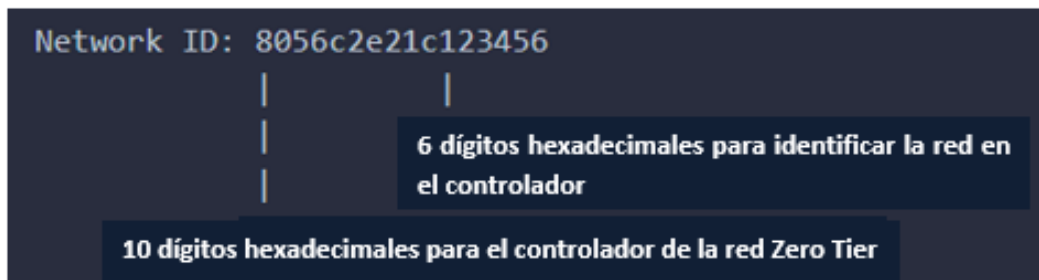 Network ID: 8056c2e21c123456
6 dígitos hexadecimales para identificar la red en
el controlador
10 dígitos hexadecimales para el controlador de la red Zero Tier